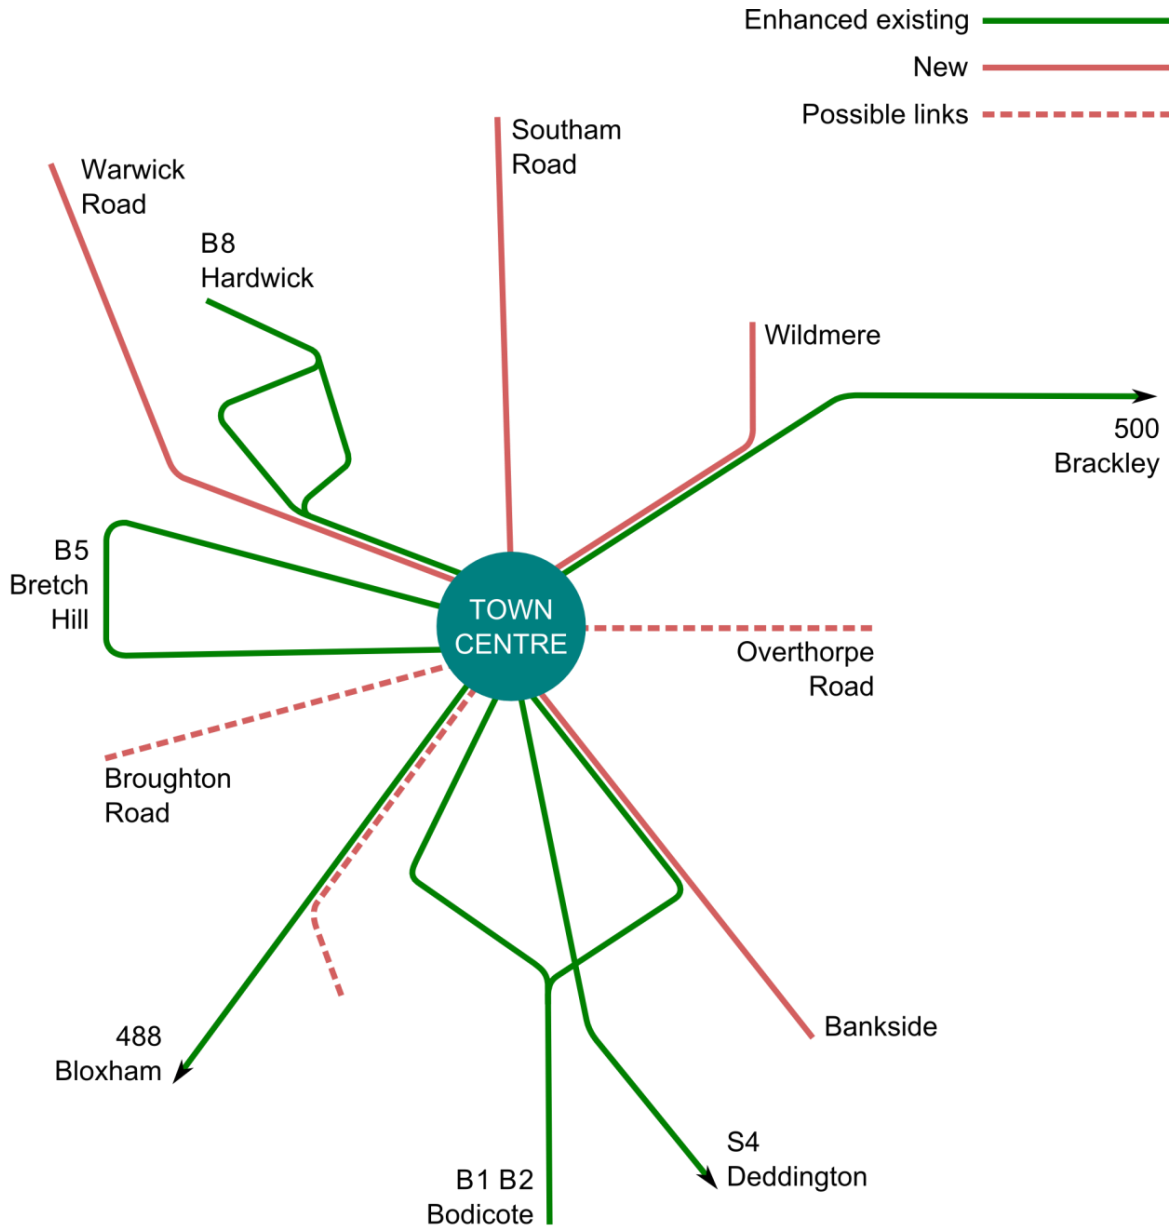 Enhanced existing
New
Possible links
Southam
Road
Warwick
Road
B8
Hardwick
Wildmere
500
Brackley
B5
Bretch
Hill
TOWN
CENTRE
Overthorpe
Road
Broughton
Road
488
Bloxham
Bankside
S4
Deddington
B1 B2
Bodicote